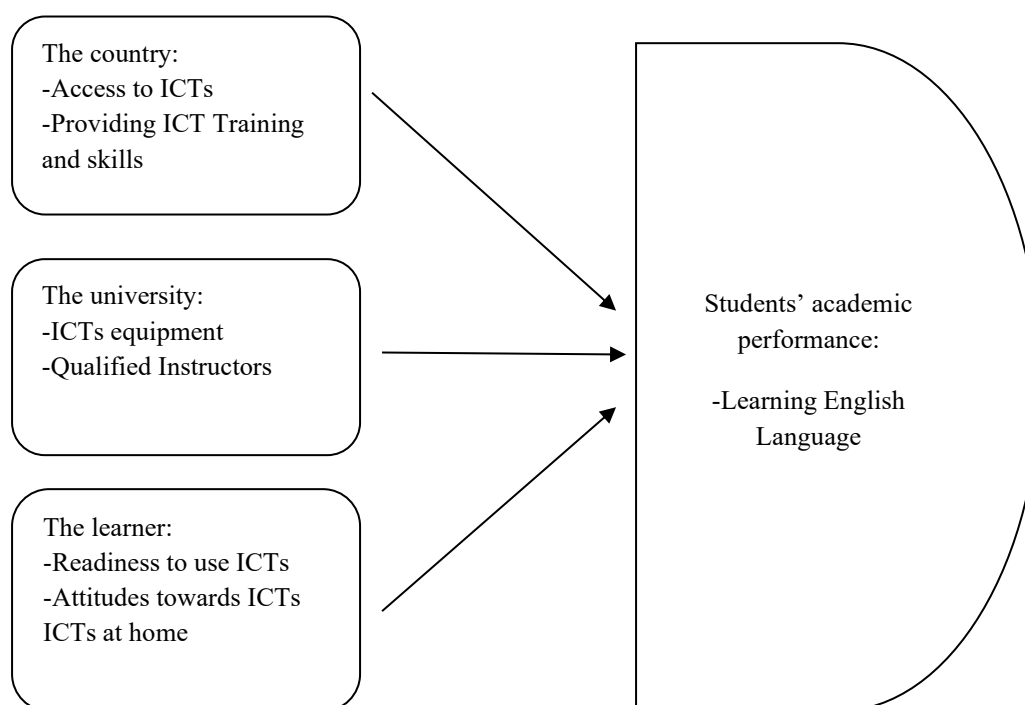 The country:
-Access to ICTs
-Providing ICT Training
and skills
The university:
-ICTs equipment
-Qualified Instructors
The learner:
-Readiness to use ICTs
-Attitudes towards ICTs
ICTs at home
Students’ academic
performance:
-Learning English
Language